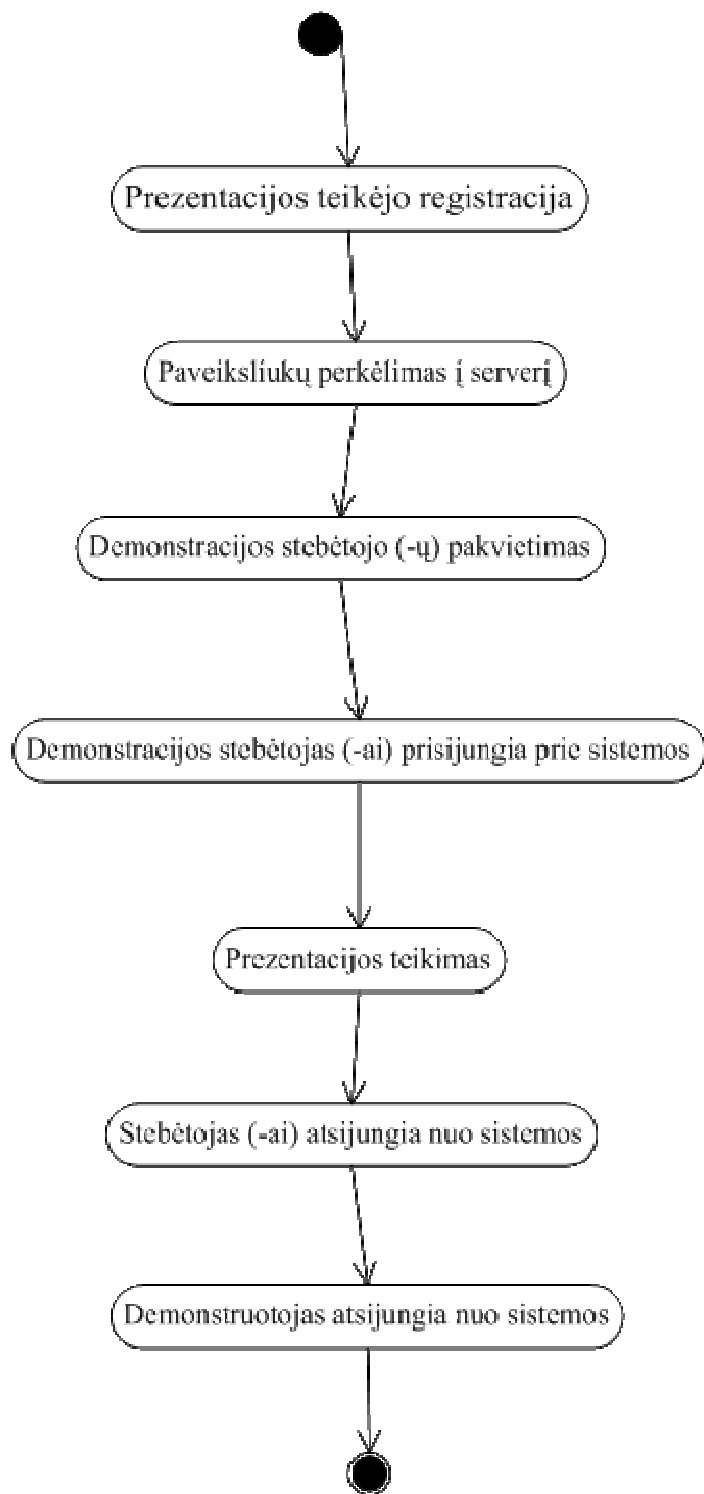 Prezentacijos teikėjo registracija
Paveiksliukų perkėlimas į serverį
Demonstracijos stebėtojo (-ų) pakvietimas
Demonstracijos stebėtojas (-ai) prisijungia prie sistemos
Prezentacijos teikimas
Stebėtojas (-ai) atsijungia nuo sistemos
Demonstruotojas atsijungia nuo sistemos